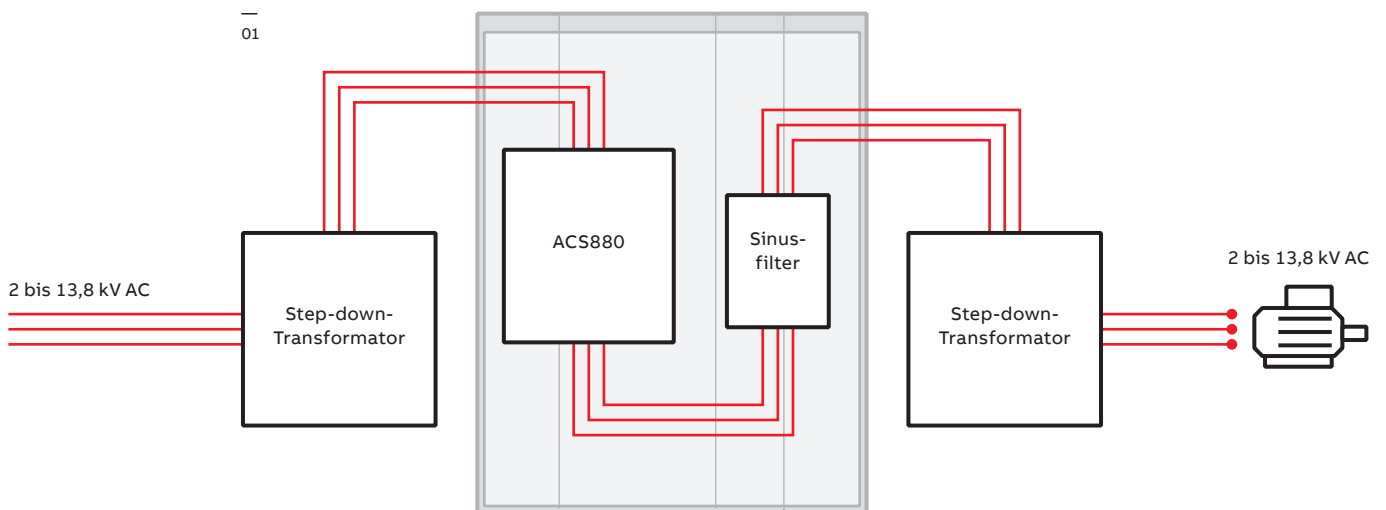 01
2 bis 13,8 kV AC
Step-down-
Transformator
ACS880
Sinus-
filter
Step-down-
Transformator
2 bis 13,8 kV AC